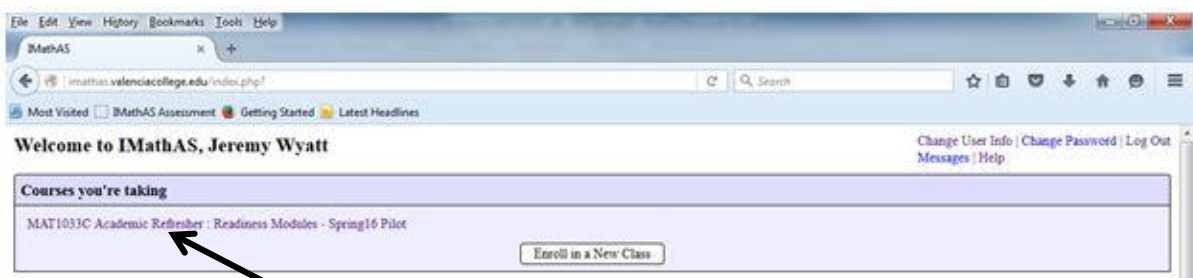 File Edit View History Bookmarks Tools Help
IMathAS × +
imathas.valenciacollege.edu/index.php? Search
Most Visited IMathAS Assessment Getting Started Latest Headlines
Welcome to IMathAS, Jeremy Wyatt
Change User Info | Change Password | Log Out
Messages | Help
Courses you're taking
MAT1033C Academic Refresher : Readiness Modules - Spring16 Pilot
Enroll in a New Class